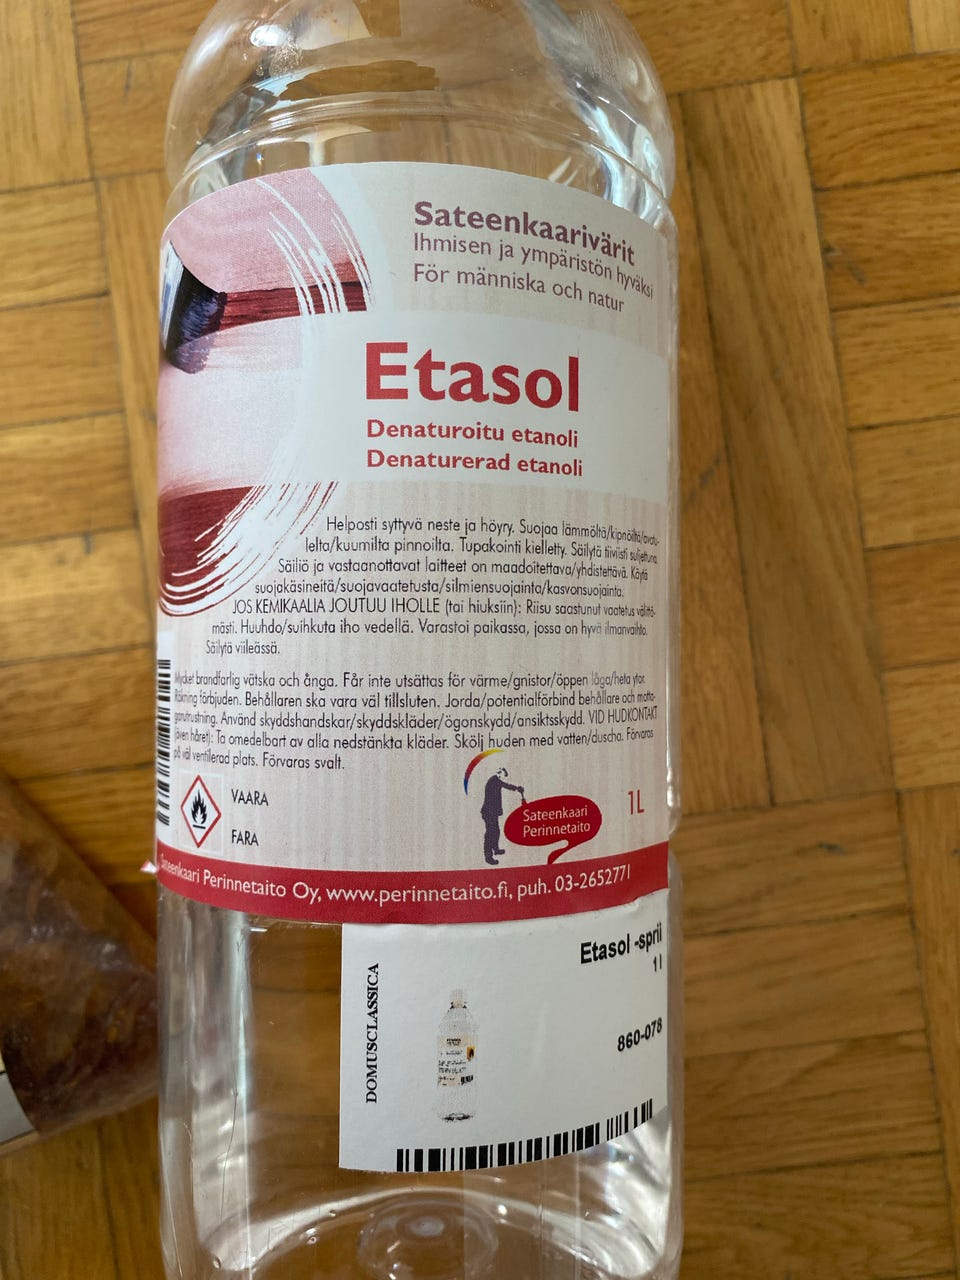 Sateenkaarivärit
Ihmisen ja ympäristön hyväksi
För människa och natur
Etasol
Denaturoitu etanoli
Denaturerad etanoli
Helposti syttyvä neste ja höyry. Suojaa lämmöltä/kipinöiltä/avotu-
lelta/kuumilta pinnoilta. Tupakointi kielletty. Säilytä tiiviisti suljettuna.
Säiliö ja vastaanottavat laitteet on maadoitettava/yhdistettävä. Käytä
suojakäsineitä/suojavaatetusta/silmiensuojainta/kasvonsuojainta.
JOS KEMIKAALIA JOUTUU IHOLLE (tai hiuksiin): Riisu saastunut vaatetus välittö-
mästi. Huuhdo/suihkuta iho vedellä. Varastoi paikassa, jossa on hyvä ilmanvaihto.
Säilytä viileässä.
Mycket brandfarlig vätska och ånga. Får inte utsättas för värme/gnistor/öppen låga/heta ytor.
Rökning förbjuden. Behållaren ska vara väl tillsluten. Jorda/potentialförbind behållare och motta-
garutrustning. Använd skyddshandskar/skyddskläder/ögonskydd/ansiktsskydd. VID HUDKONTAKT
(även håret): Ta omedelbart av alla nedstänkta kläder. Skölj huden med vatten/duscha. Förvaras
på väl ventilerad plats. Förvaras svalt.
VAARA
FARA
Sateenkaari
Perinnetaito
1L
Sateenkaari Perinnetaito Oy, www.perinnetaito.fi, puh. 03-2652771
DOMUSCLASSICA
Etasol -sprii
1 l
860-078